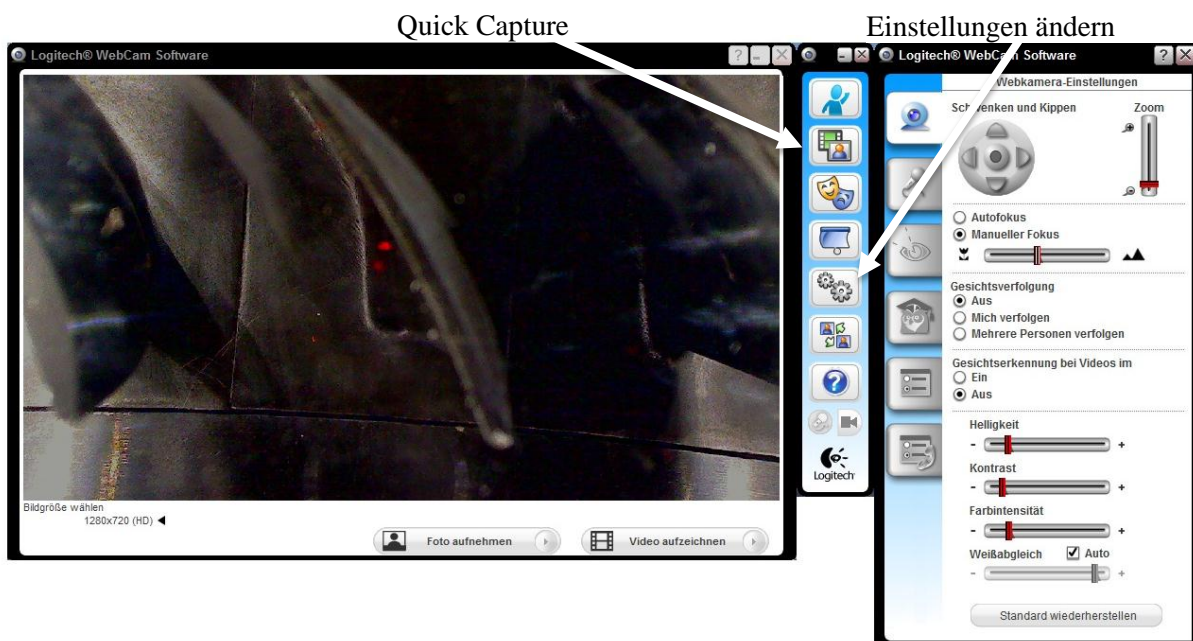 Quick Capture
Einstellungen ändern
Logitech® WebCam Software
Bildgröße wählen
1280x720 (HD)
Foto aufnehmen
Video aufzeichnen
Logitech
Logitech® WebCam Software
Webkamera-Einstellungen
Schwenken und Kippen
Zoom
Autofokus
Manueller Fokus
Gesichtsverfolgung
Aus
Mich verfolgen
Mehrere Personen verfolgen
Gesichtserkennung bei Videos im
Ein
Aus
Helligkeit
- +
Kontrast
- +
Farbintensität
- +
Weißabgleich Auto
- +
Standard wiederherstellen